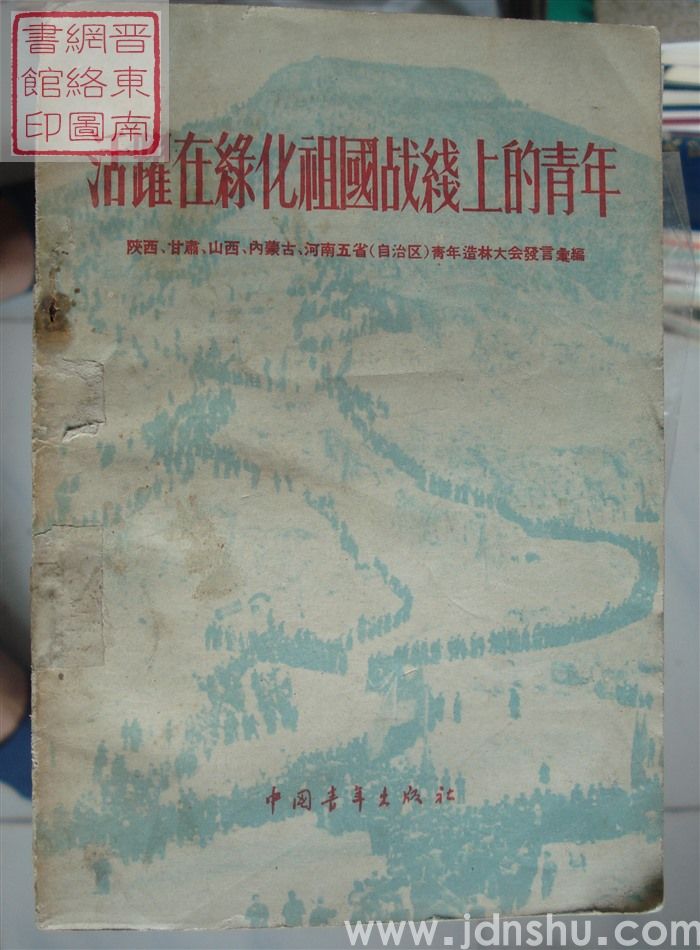 晋東南
網絡圖
書館印
活躍在綠化祖國战綫上的青年
陝西、甘肅、山西、內蒙古、河南五省(自治区)青年造林大会發言彙編
中国青年出版社
www.jdnshu.com